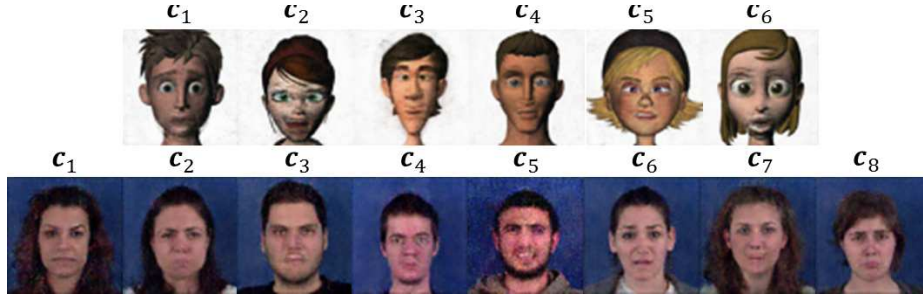 c₁ c₂ c₃ c₄ c₅ c₆
c₁ c₂ c₃ c₄ c₅ c₆ c₇ c₈